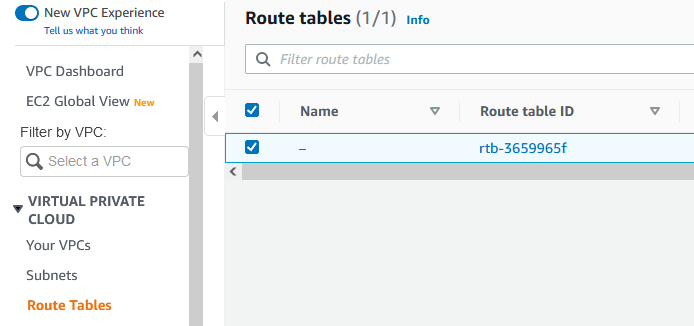 New VPC Experience
Tell us what you think
VPC Dashboard
EC2 Global View New
Filter by VPC:
Select a VPC
VIRTUAL PRIVATE
CLOUD
Your VPCs
Subnets
Route Tables
Route tables (1/1) Info
Filter route tables
Name Route table ID
– rtb-3659965f